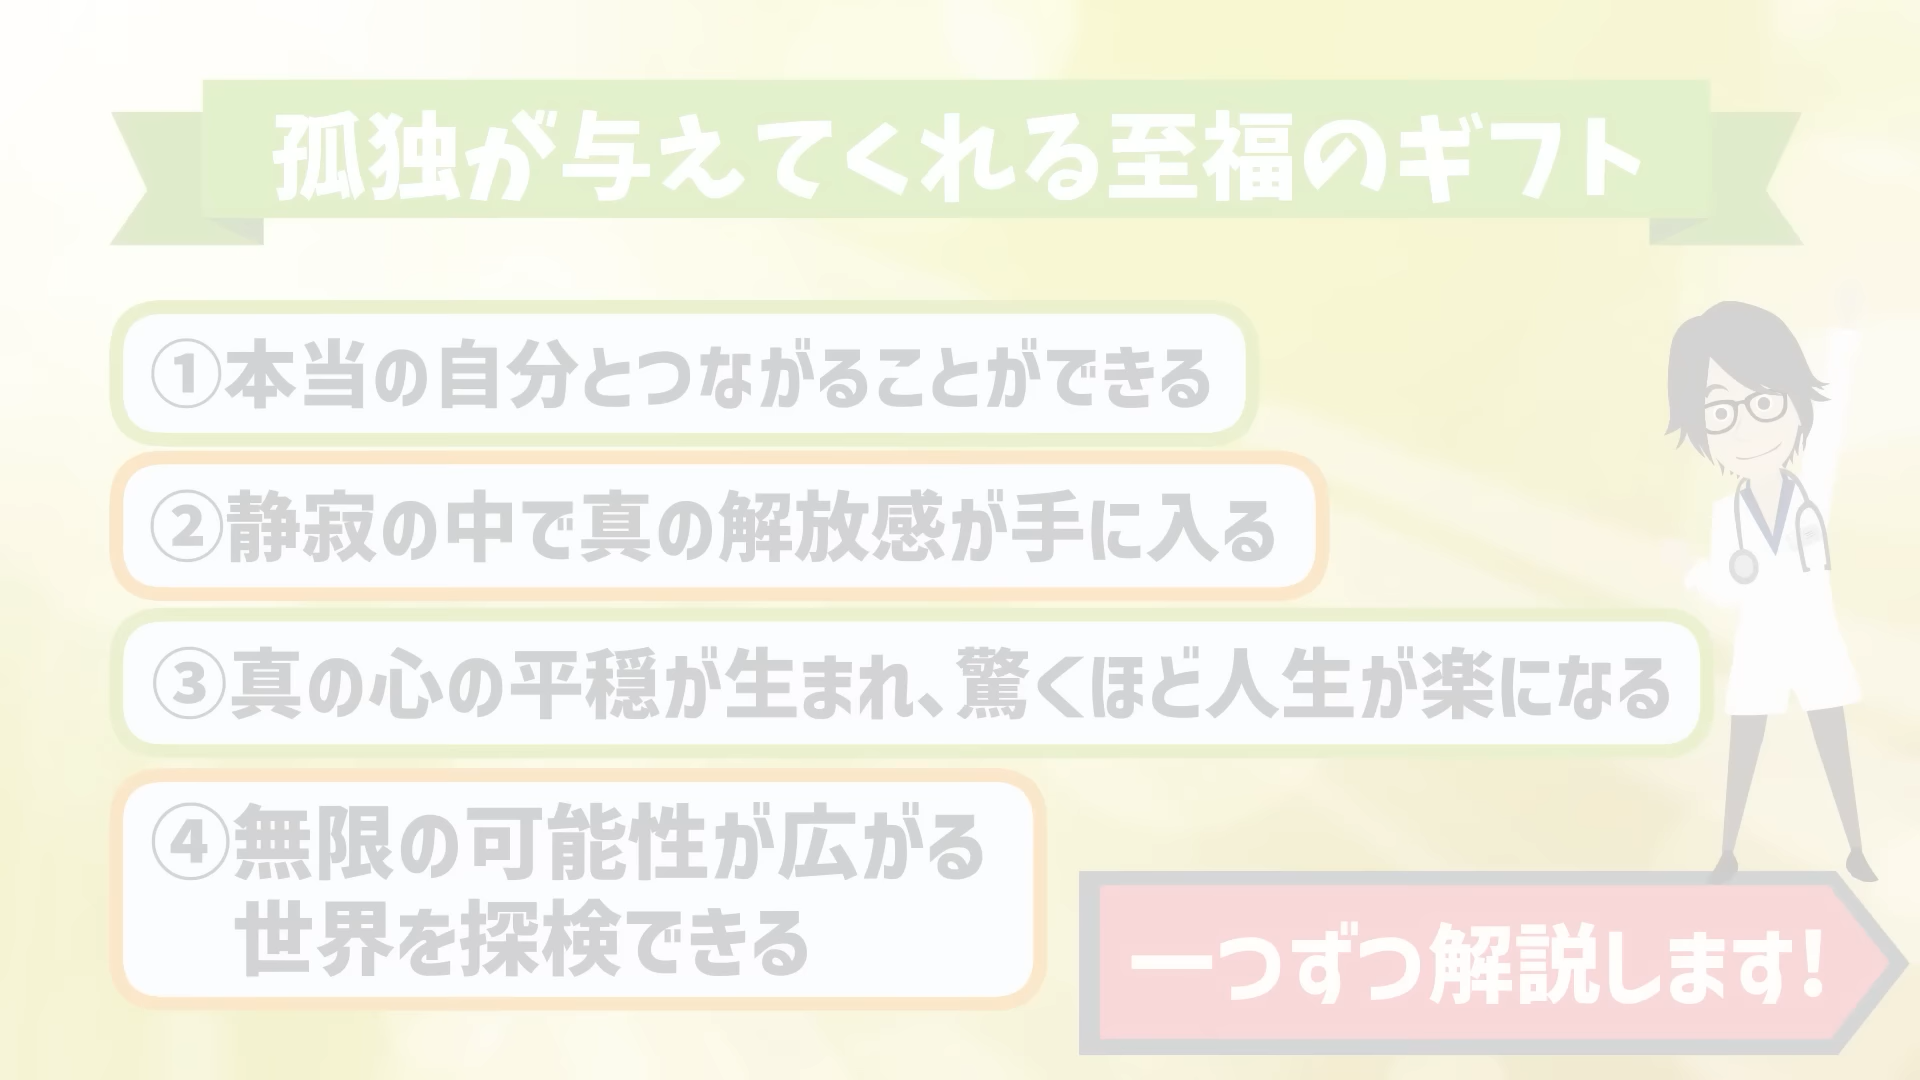 孤独が与えてくれる至福のギフト
①本当の自分とつながることができる
②静寂の中で真の解放感が手に入る
③真の心の平穏が生まれ、驚くほど人生が楽になる
④無限の可能性が広がる
世界を探検できる
一つずつ解説します!